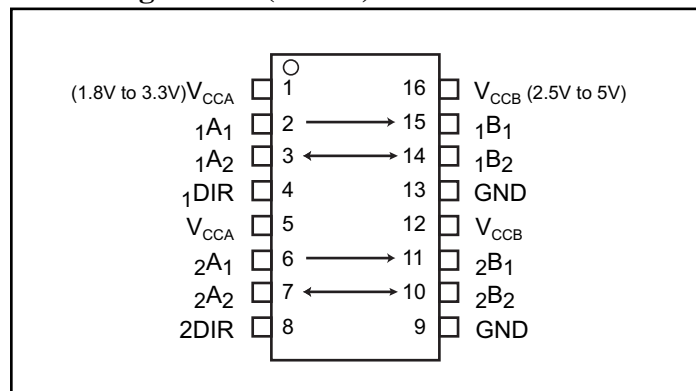 (1.8V to 3.3V)VCCA 1 16 VCCB (2.5V to 5V)
1A1 2 15 1B1
1A2 3 14 1B2
1DIR 4 13 GND
VCCA 5 12 VCCB
2A1 6 11 2B1
2A2 7 10 2B2
2DIR 8 9 GND